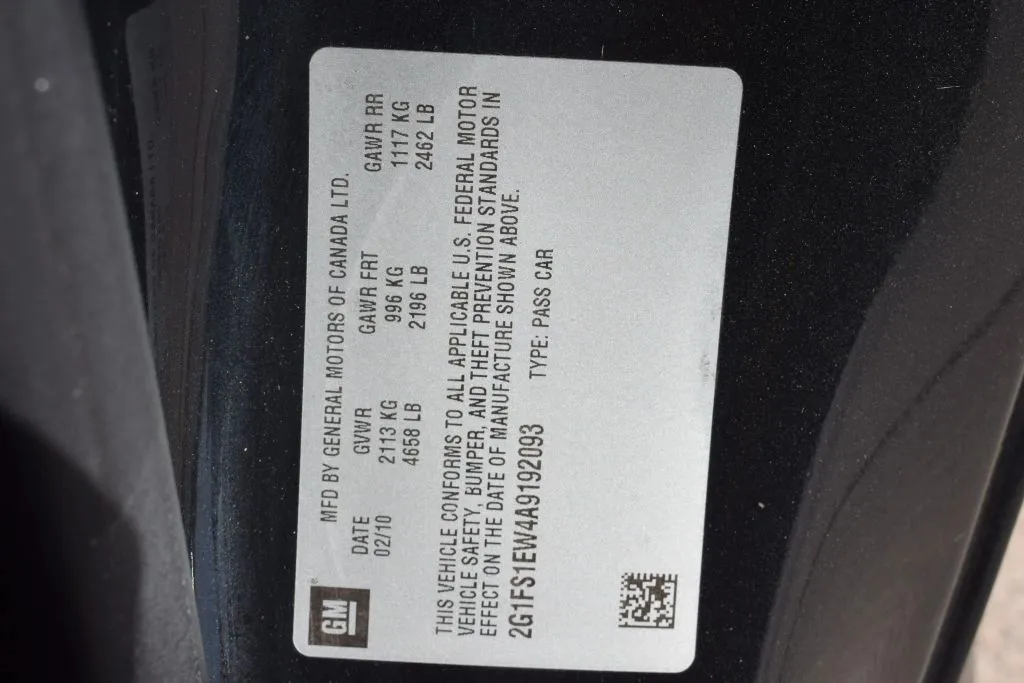 GM
MFD BY GENERAL MOTORS OF CANADA LTD.
DATE GVWR GAWR FRT GAWR RR
02/10 2113 KG 996 KG 1117 KG
4658 LB 2196 LB 2462 LB
THIS VEHICLE CONFORMS TO ALL APPLICABLE U.S. FEDERAL MOTOR
VEHICLE SAFETY, BUMPER, AND THEFT PREVENTION STANDARDS IN
EFFECT ON THE DATE OF MANUFACTURE SHOWN ABOVE.
2G1FS1EW4A9192093 TYPE: PASS CAR